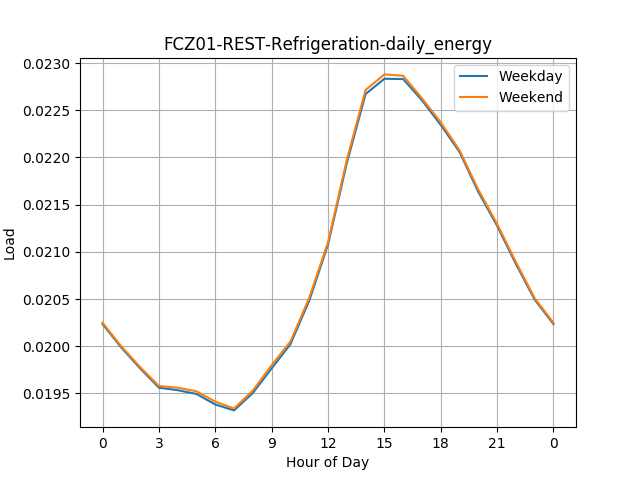 FCZ01-REST-Refrigeration-daily_energy
0.0230
0.0225
0.0220
0.0215
0.0210
0.0205
0.0200
0.0195
Load
Weekday
Weekend
0 3 6 9 12 15 18 21 0
Hour of Day